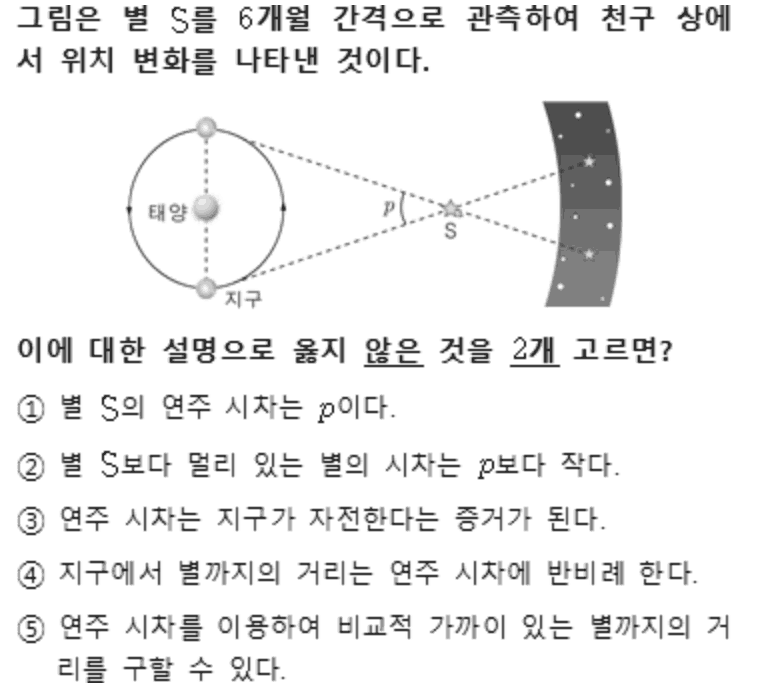 그림은 별 S를 6개월 간격으로 관측하여 천구 상에
서 위치 변화를 나타낸 것이다.
태양
p
S
지구
이에 대한 설명으로 옳지 않은 것을 2개 고르면?
① 별 S의 연주 시차는 p이다.
② 별 S보다 멀리 있는 별의 시차는 p보다 작다.
③ 연주 시차는 지구가 자전한다는 증거가 된다.
④ 지구에서 별까지의 거리는 연주 시차에 반비례 한다.
⑤ 연주 시차를 이용하여 비교적 가까이 있는 별까지의 거
리를 구할 수 있다.